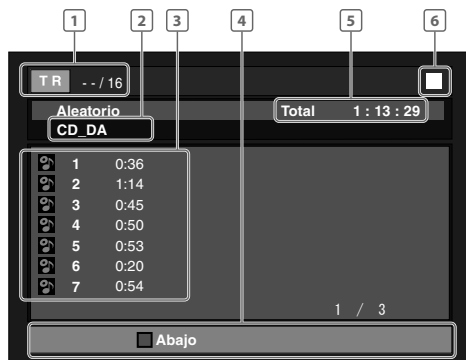 1 2 3 4 5 6
TR - - / 16
Aleatorio Total 1 : 13 : 29
CD_DA
1 0:36
2 1:14
3 0:45
4 0:50
5 0:53
6 0:20
7 0:54
1 / 3
Abajo